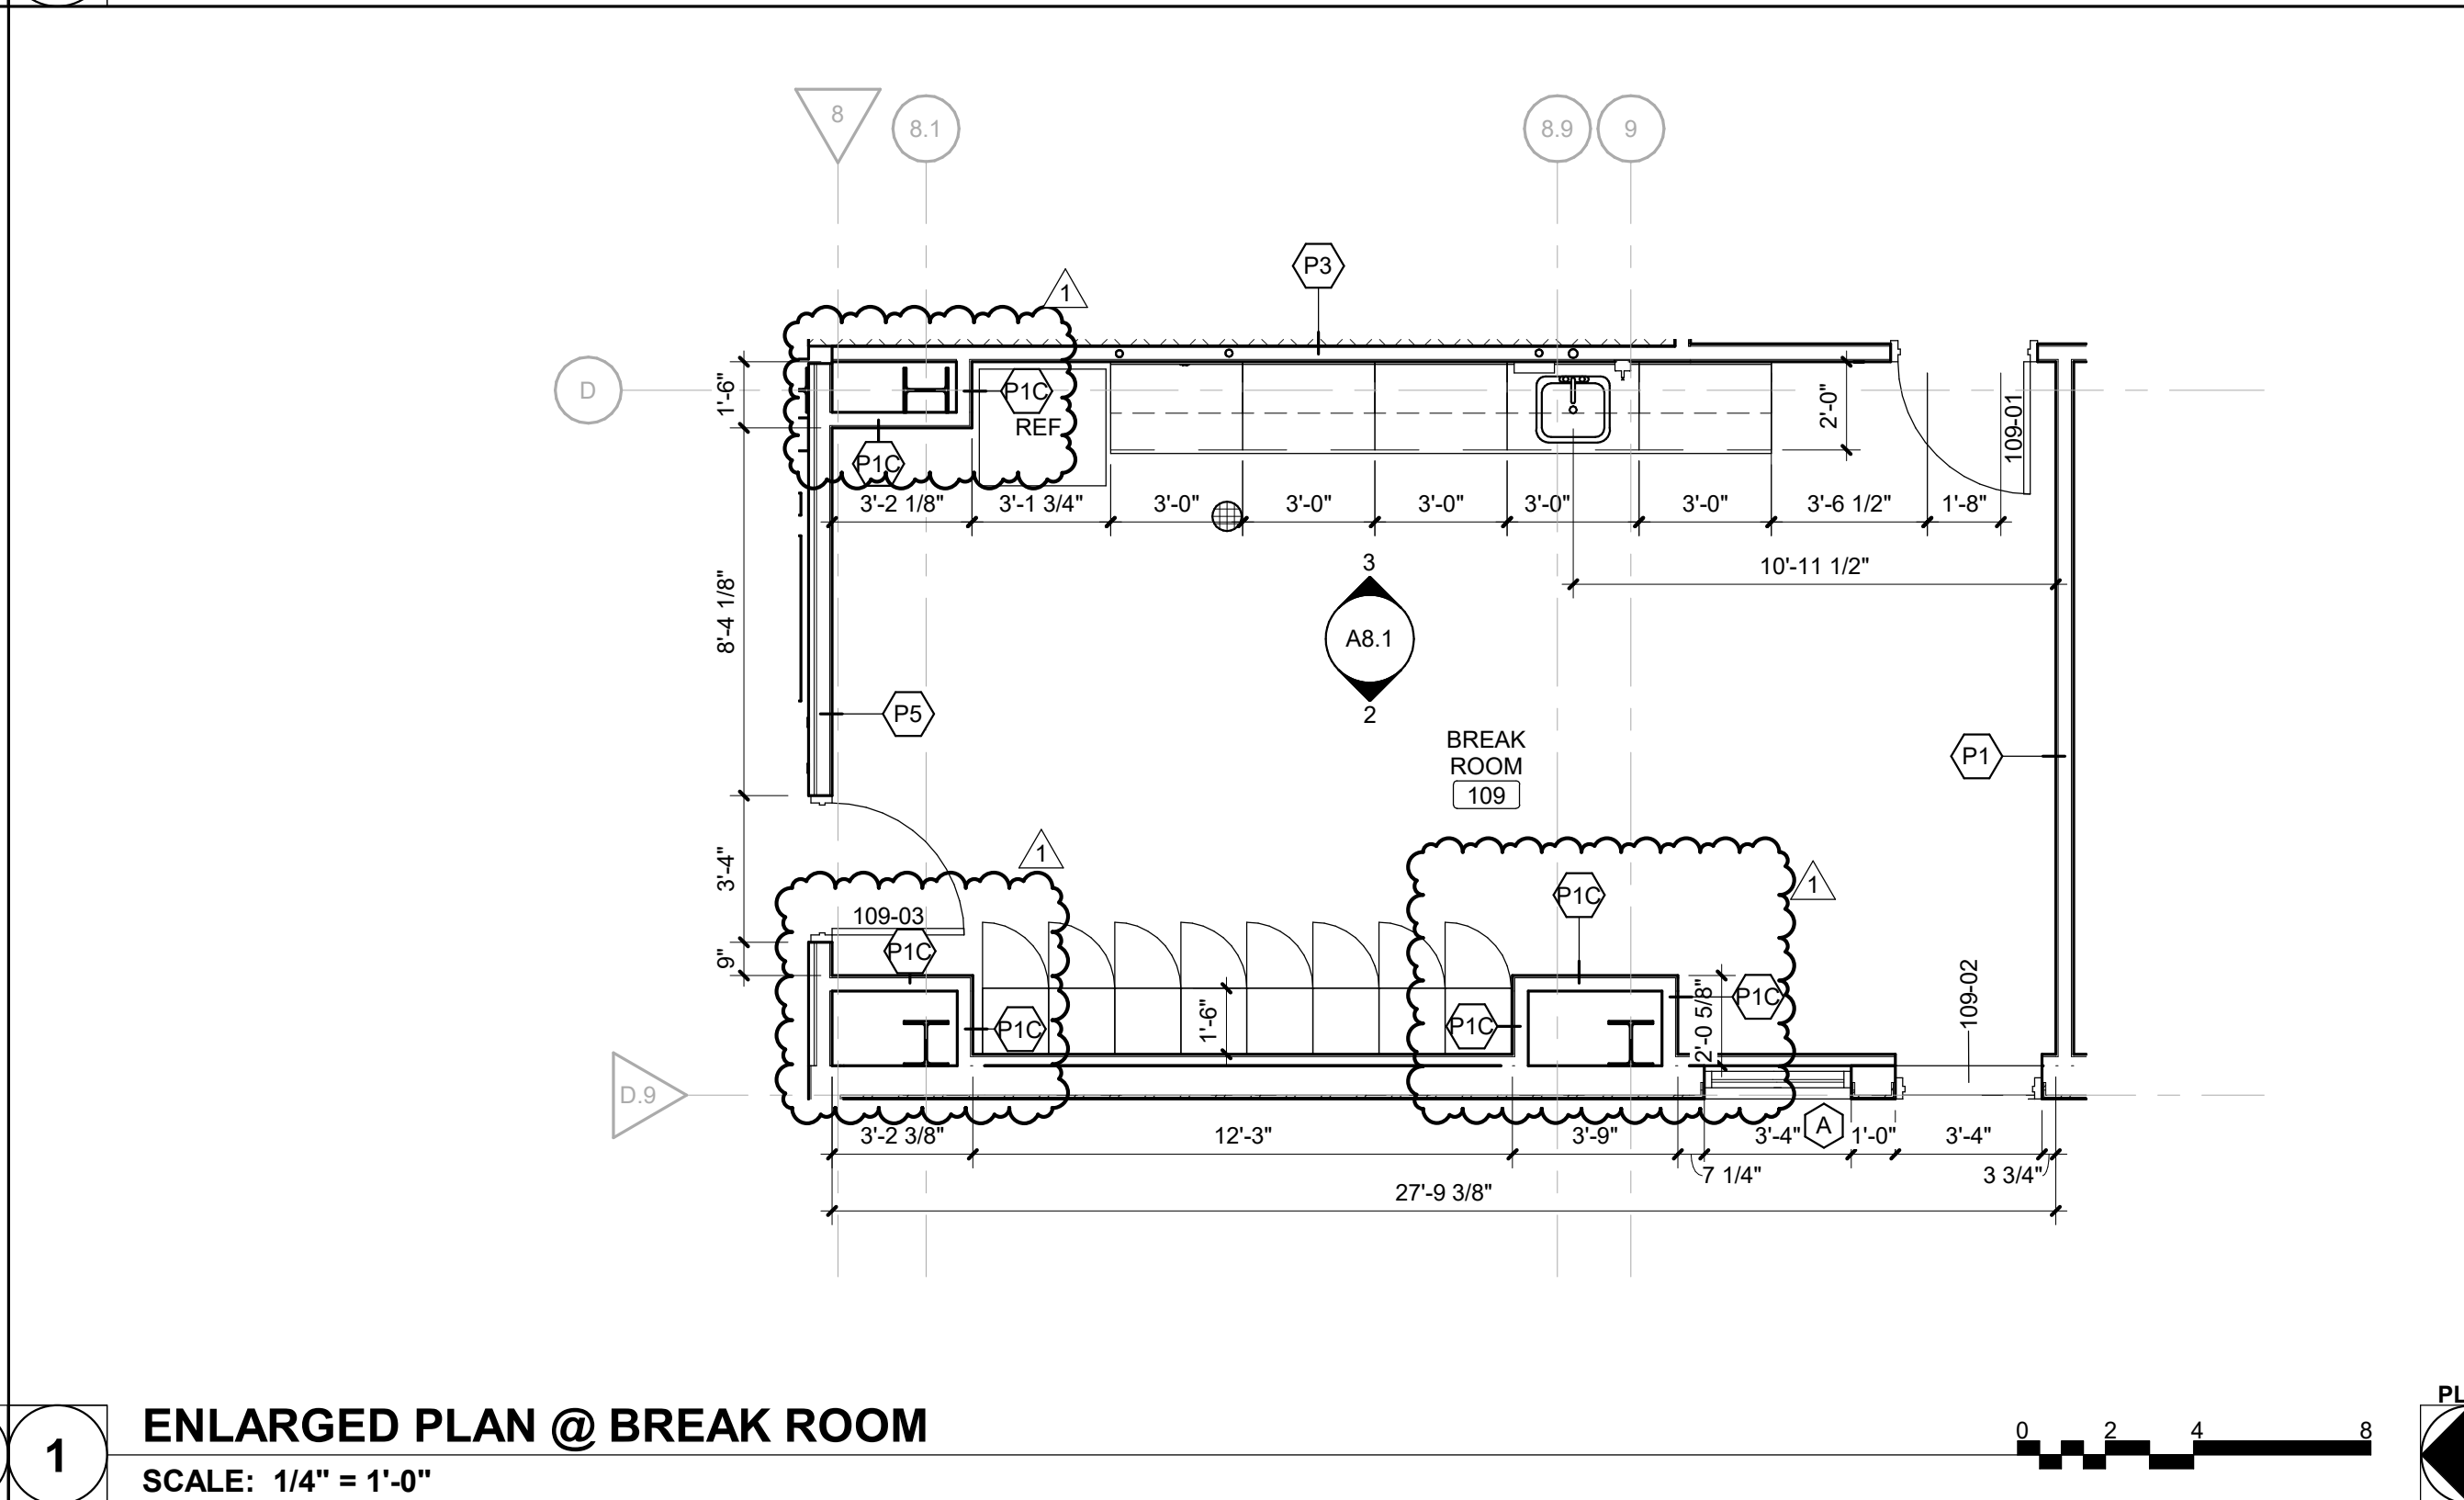 8
8.1
8.9
9
P3
1
D
1'-6"
P1C
REF
P1C
2'-0"
109-01
3'-2 1/8"
3'-1 3/4"
3'-0"
3'-0"
3'-0"
3'-0"
3'-0"
3'-6 1/2"
1'-8"
10'-11 1/2"
3
A8.1
2
8'-4 1/8"
P5
BREAK
ROOM
109
P1
1
1
3'-4"
109-03
P1C
9"
P1C
P1C
1'-6"
P1C
P1C
2'-0 5/8"
109-02
D.9
A
3'-2 3/8"
12'-3"
3'-9"
3'-4"
1'-0"
3'-4"
7 1/4"
3 3/4"
27'-9 3/8"
1
ENLARGED PLAN @ BREAK ROOM
SCALE: 1/4" = 1'-0"
0
2
4
8
PL